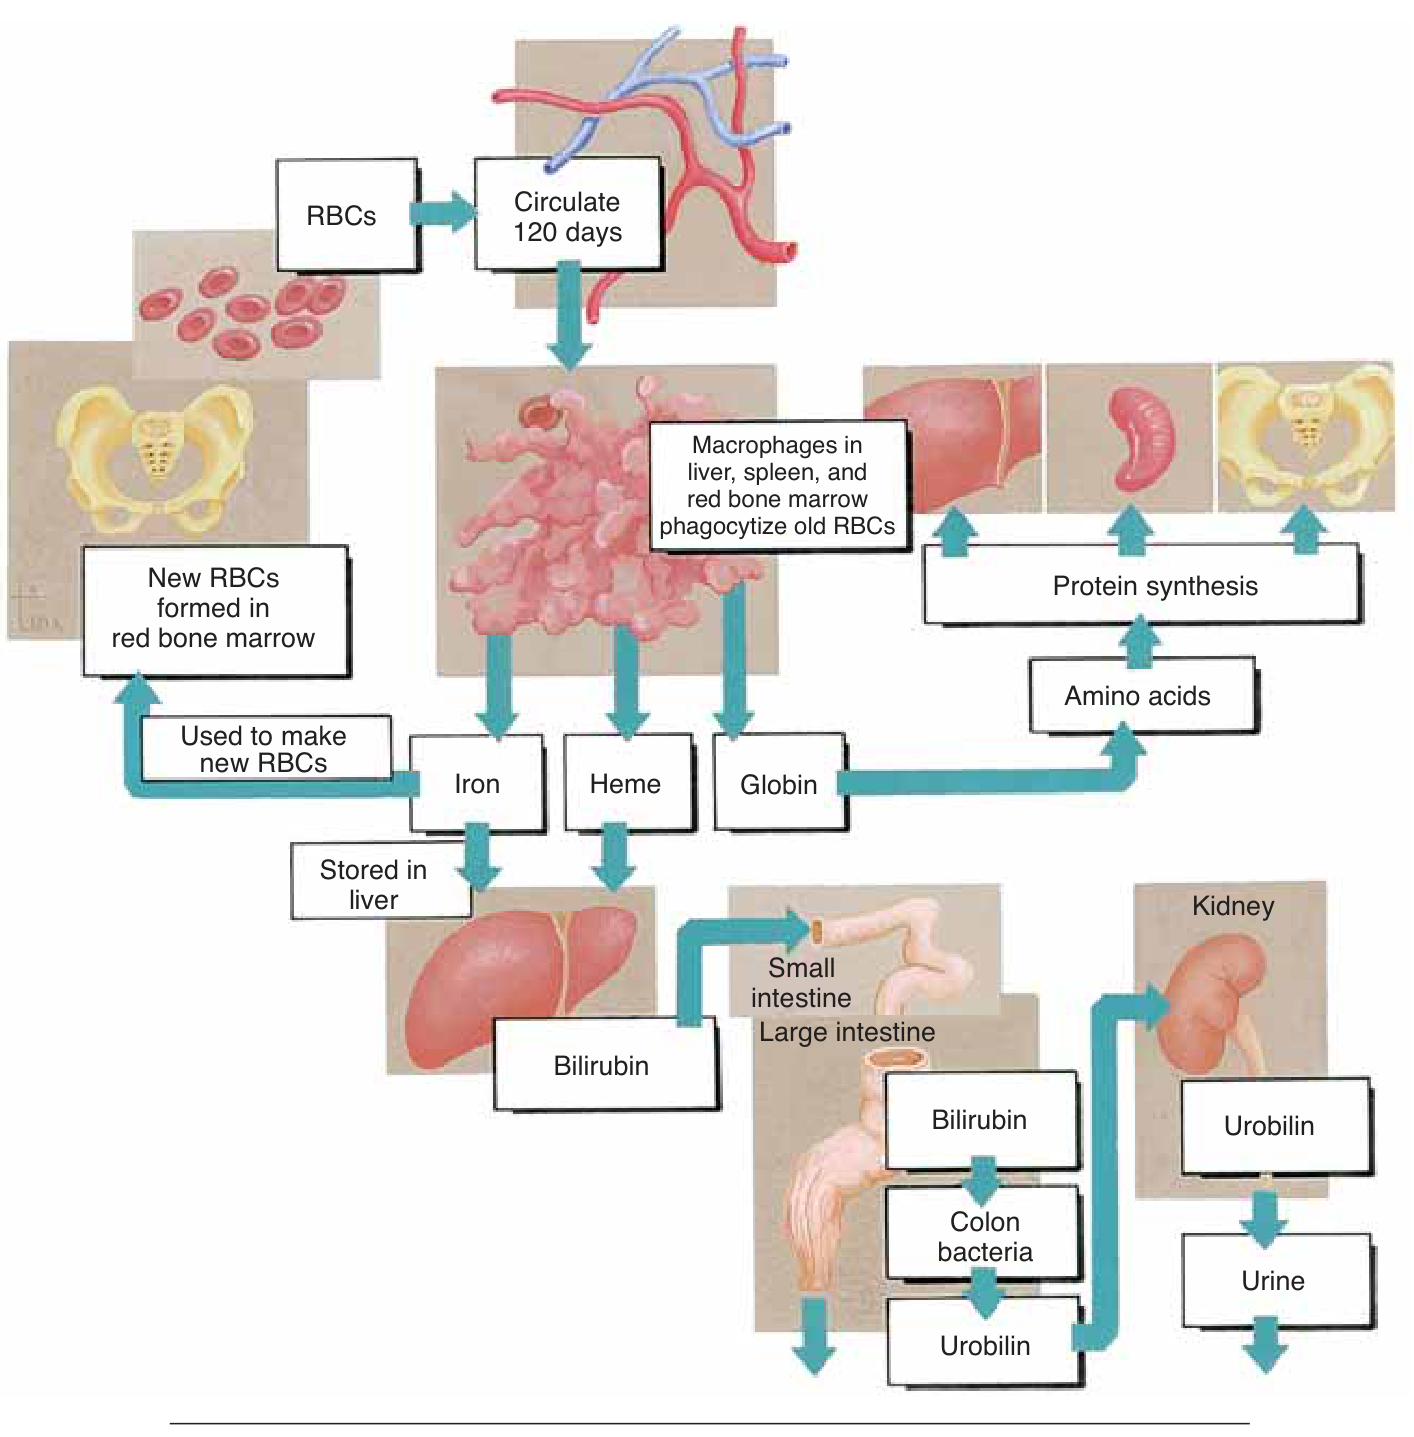 RBCs
Circulate
120 days
Macrophages in
liver, spleen, and
red bone marrow
phagocytize old RBCs
New RBCs
formed in
red bone marrow
Protein synthesis
Amino acids
Used to make
new RBCs
Iron
Heme
Globin
Stored in
liver
Bilirubin
Small
intestine
Large intestine
Bilirubin
Colon
bacteria
Urobilin
Kidney
Urobilin
Urine